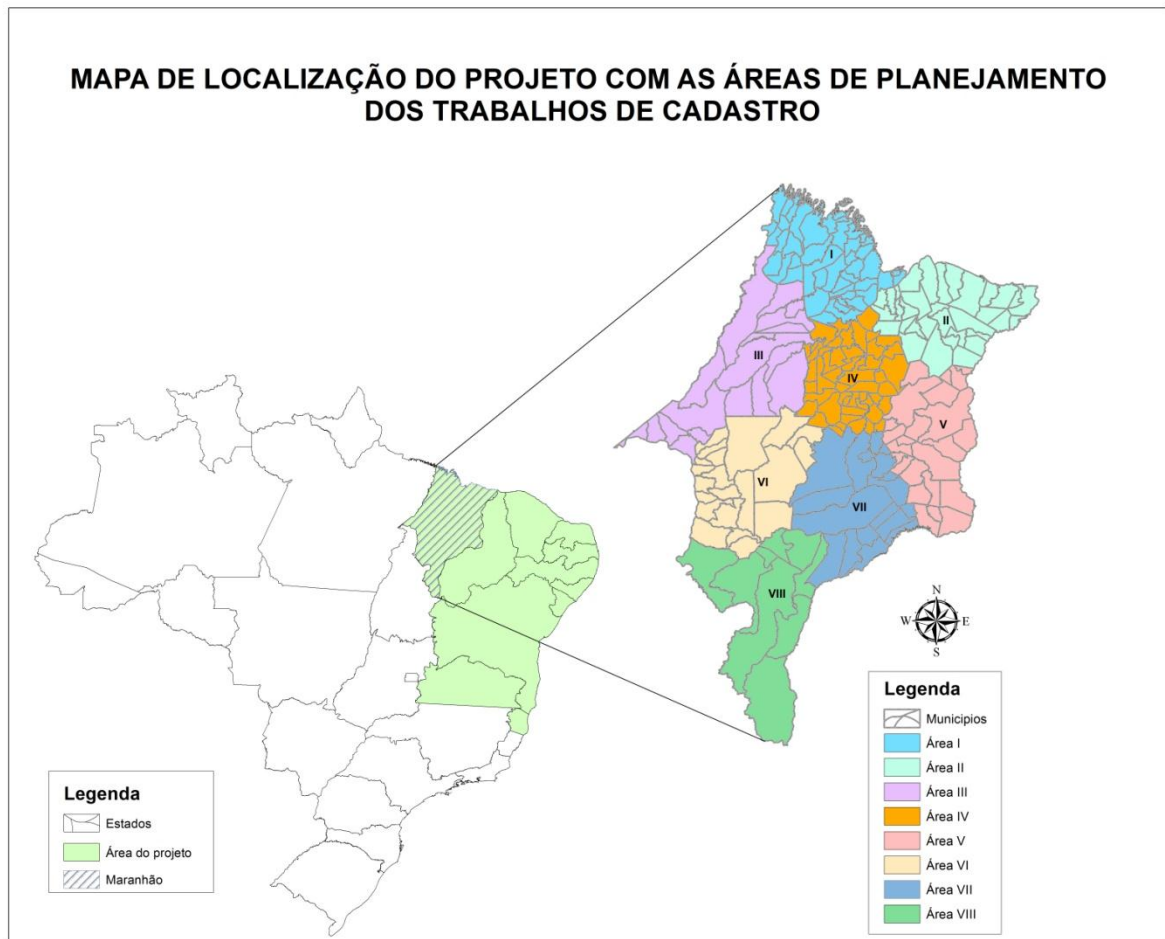 MAPA DE LOCALIZAÇÃO DO PROJETO COM AS ÁREAS DE PLANEJAMENTO
DOS TRABALHOS DE CADASTRO
I
II
III
IV
V
VI
VII
VIII
N
W
E
S
Legenda
Estados
Área do projeto
Maranhão
Legenda
Municipios
Área I
Área II
Área III
Área IV
Área V
Área VI
Área VII
Área VIII